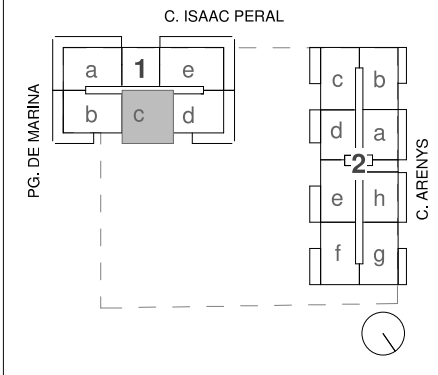 C. ISAAC PERAL
PG. DE MARINA
a 1 e
b c d
c b
d a
2
e h
f g
C. ARENYS